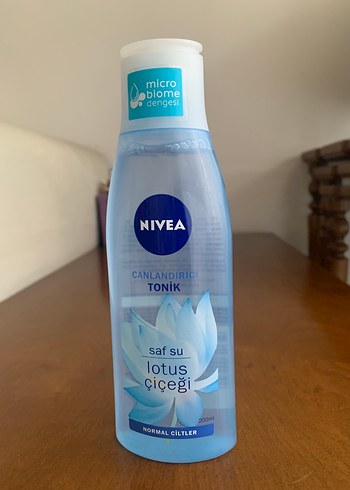 micro
biome
dengesi
NIVEA
CANLANDIRICI
TONİK
saf su
lotus
çiçeği
200ml
NORMAL CİLTLER